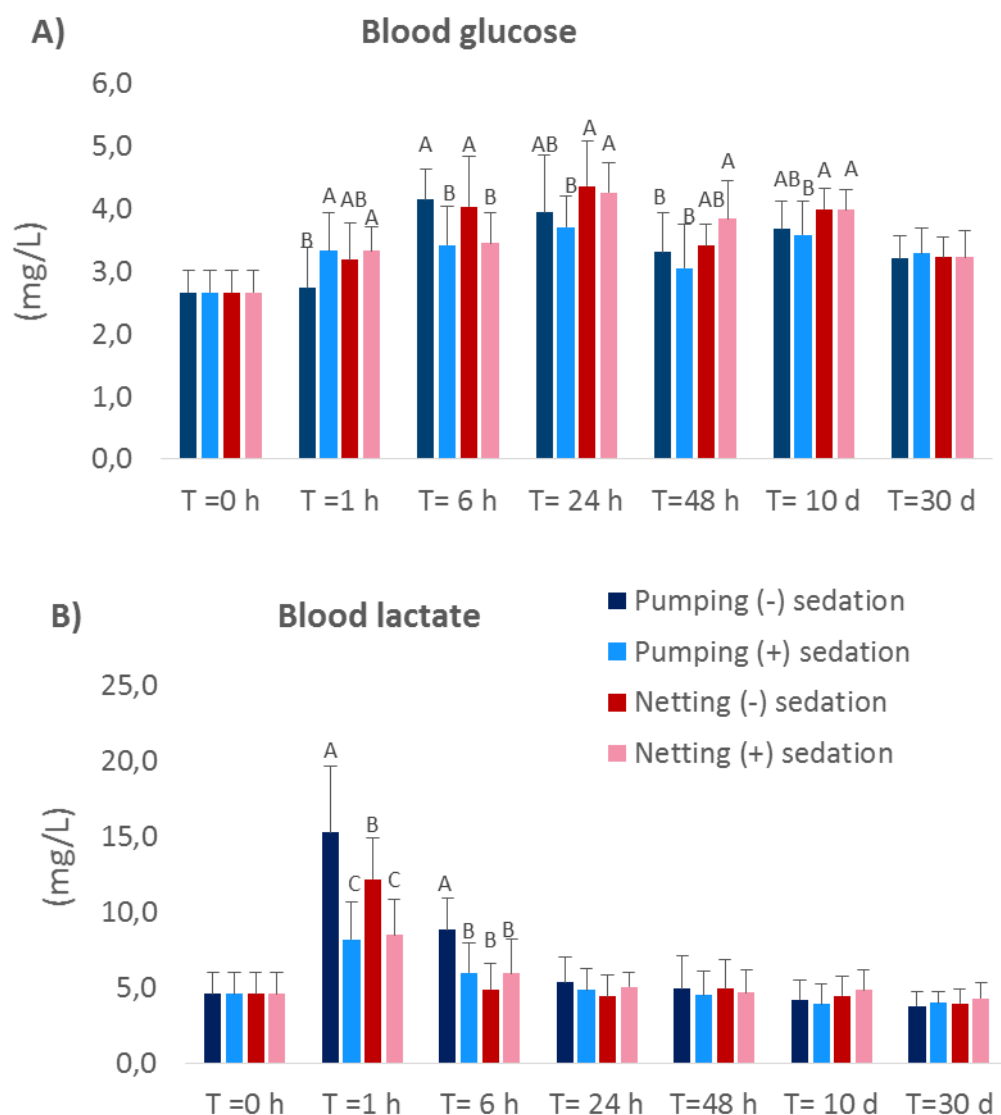 A) Blood glucose
6,0
5,0
4,0
3,0
2,0
1,0
0,0
(mg/L)
B A AB A
A B A B
AB B A A
B B AB A
AB B A A
T =0 h T =1 h T= 6 h T= 24 h T=48 h T= 10 d T=30 d
B) Blood lactate
Pumping (-) sedation
Pumping (+) sedation
Netting (-) sedation
Netting (+) sedation
25,0
20,0
15,0
10,0
5,0
0,0
(mg/L)
A C B C
A B B B
T =0 h T =1 h T= 6 h T= 24 h T=48 h T= 10 d T=30 d